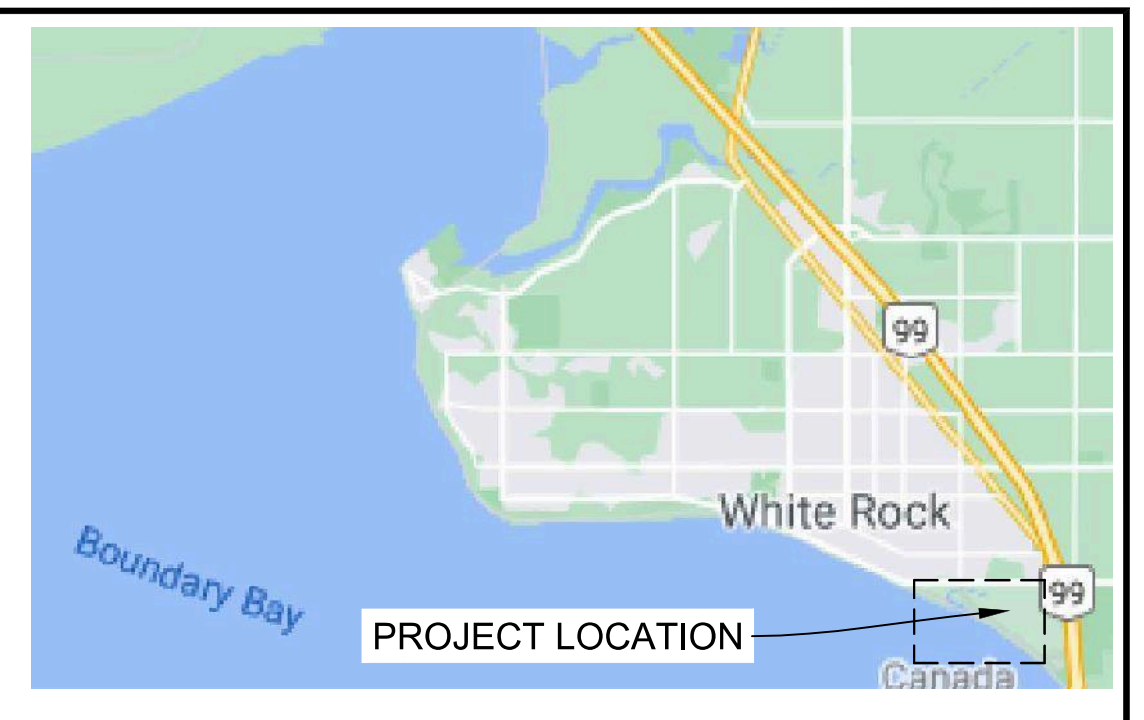 99
White Rock
Boundary Bay
99
PROJECT LOCATION
Canada